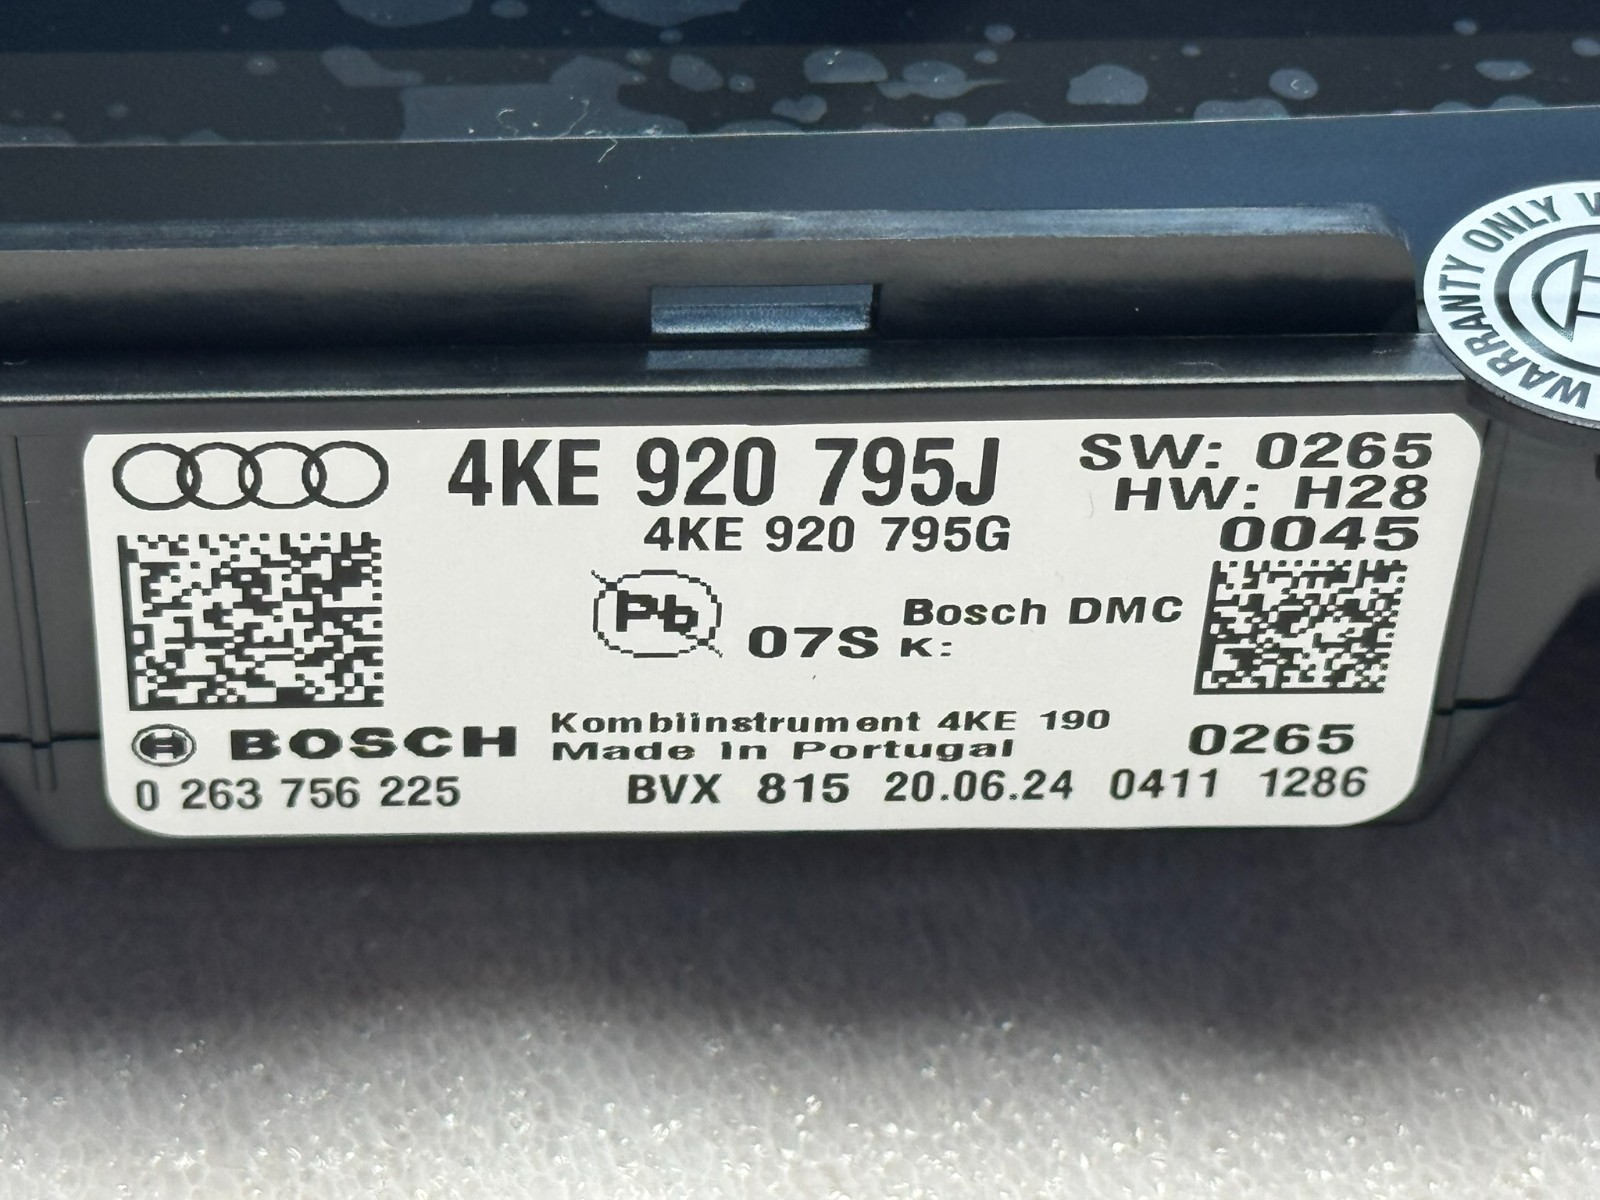 WARRANTY ONLY
4KE 920 795J
SW: 0265
4KE 920 795G
HW: H28
0045
Pb
07S
Bosch DMC
K:
BOSCH
Kombiinstrument 4KE 190
Made in Portugal
0265
0 263 756 225
BVX 815 20.06.24 0411 1286